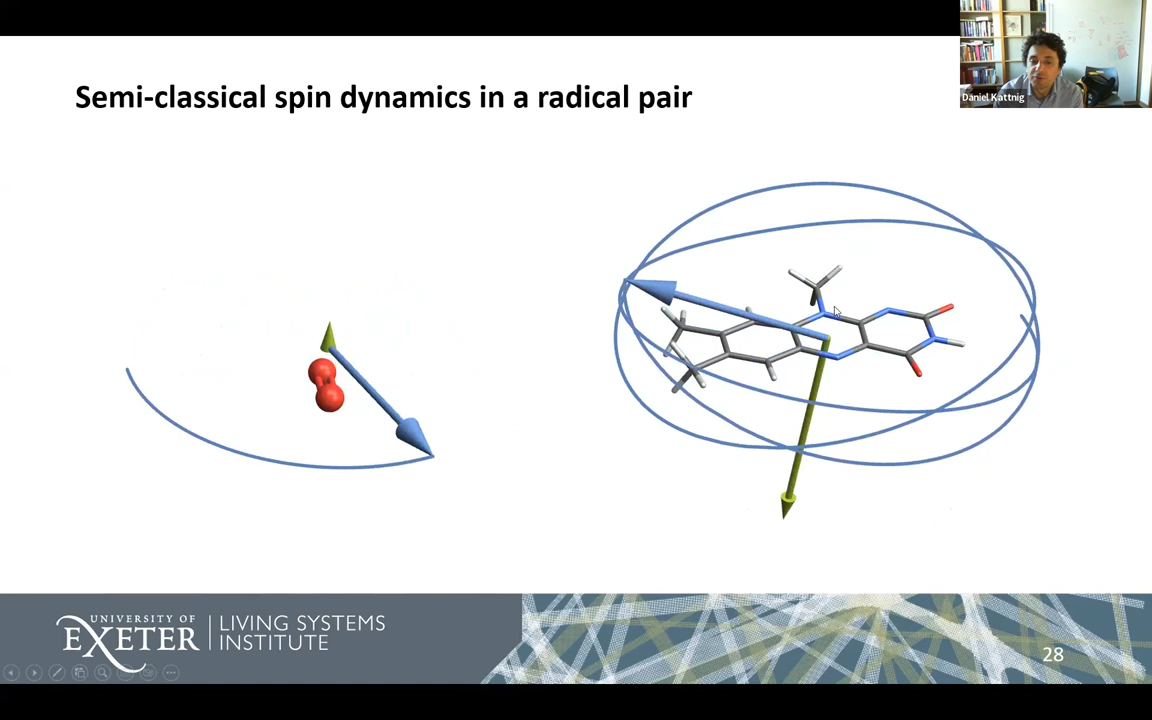 Semi-classical spin dynamics in a radical pair
Daniel Kattnig
UNIVERSITY OF
EXETER
LIVING SYSTEMS
INSTITUTE
28